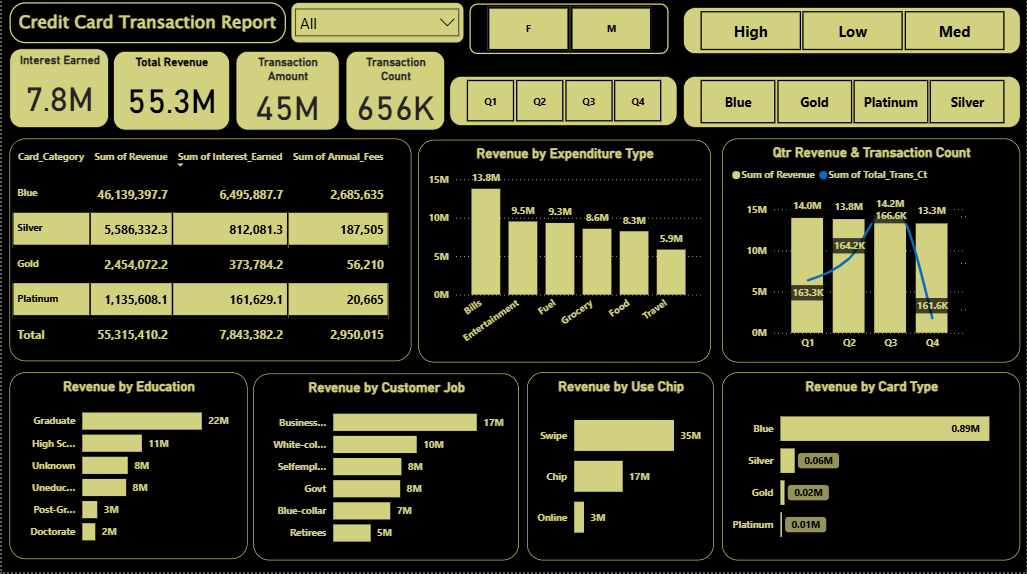 Credit Card Transaction Report
All
F
M
High
Low
Med
Interest Earned
7.8M
Total Revenue
55.3M
Transaction
Amount
45M
Transaction
Count
656K
Q1
Q2
Q3
Q4
Blue
Gold
Platinum
Silver
Card_Category Sum of Revenue Sum of Interest_Earned Sum of Annual_Fees
Blue 46,139,397.7 6,495,887.7 2,685,635
Silver 5,586,332.3 812,081.3 187,505
Gold 2,454,072.2 373,784.2 56,210
Platinum 1,135,608.1 161,629.1 20,665
Total 55,315,410.2 7,843,382.2 2,950,015
Revenue by Expenditure Type
15M
10M
5M
0M
13.8M
9.5M
9.3M
8.6M
8.3M
5.9M
Bills
Entertainment
Fuel
Grocery
Food
Travel
Qtr Revenue & Transaction Count
Sum of Revenue Sum of Total_Trans_Ct
15M
10M
5M
0M
14.0M
13.8M
14.2M
13.3M
163.3K
164.2K
166.6K
161.6K
Q1
Q2
Q3
Q4
Revenue by Education
Graduate 22M
High Sc... 11M
Unknown 8M
Uneduc... 8M
Post-Gr... 3M
Doctorate 2M
Revenue by Customer Job
Business... 17M
White-col... 10M
Selfempl... 8M
Govt 8M
Blue-collar 7M
Retirees 5M
Revenue by Use Chip
Swipe 35M
Chip 17M
Online 3M
Revenue by Card Type
Blue 0.89M
Silver 0.06M
Gold 0.02M
Platinum 0.01M